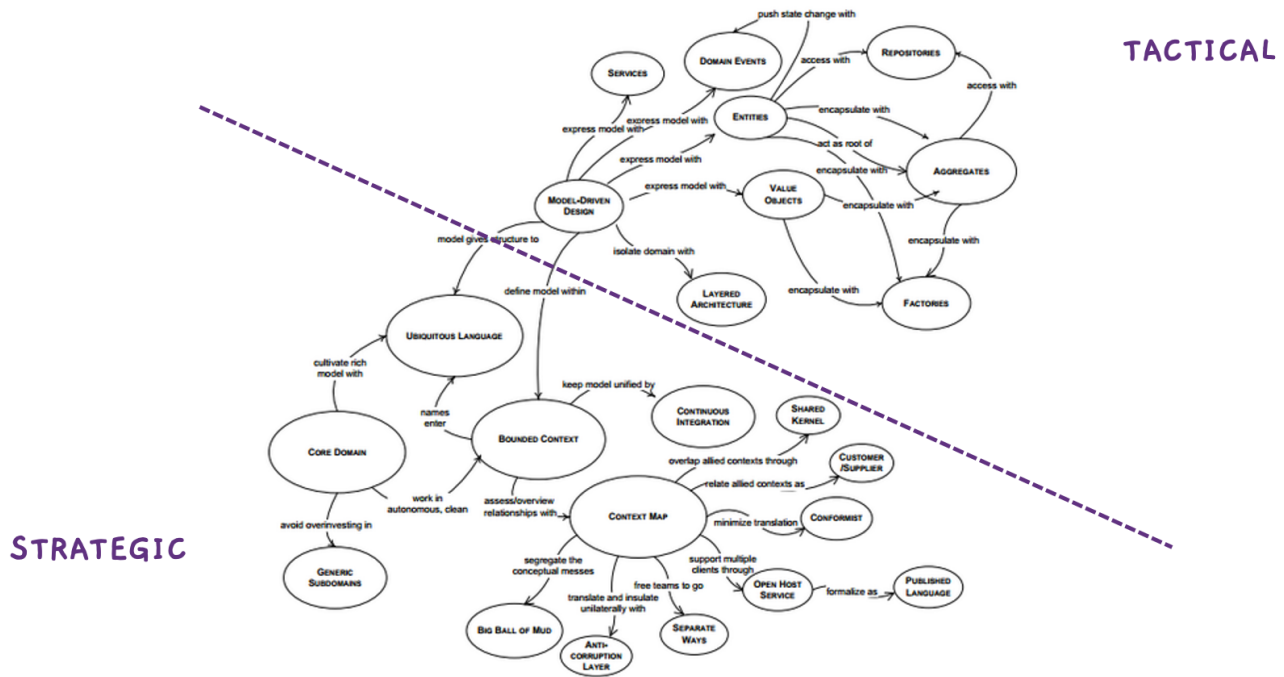 push state change with
TACTICAL
REPOSITORIES
DOMAIN EVENTS
access with
SERVICES
access with
encapsulate with
ENTITIES
express model with
express model with
act as root of
express model with
encapsulate with
AGGREGATES
express model with
VALUE
OBJECTS
MODEL-DRIVEN
DESIGN
encapsulate with
model gives structure to
encapsulate with
isolate domain with
define model within
encapsulate with
LAYERED
ARCHITECTURE
FACTORIES
UBIQUITOUS LANGUAGE
cultivate rich
model with
keep model unified by
names
enter
CONTINUOUS
INTEGRATION
SHARED
KERNEL
BOUNDED CONTEXT
CORE DOMAIN
overlap allied contexts through
CUSTOMER
/SUPPLIER
relate allied contexts as
work in
autonomous, clean
assess/overview
relationships with
CONTEXT MAP
minimize translation
CONFORMIST
avoid overinvesting in
STRATEGIC
GENERIC
SUBDOMAINS
segregate the
conceptual messes
support multiple
clients through
free teams to go
OPEN HOST
SERVICE
formalize as
PUBLISHED
LANGUAGE
translate and insulate
unilaterally with
BIG BALL OF MUD
SEPARATE
WAYS
ANTI-
CORRUPTION
LAYER